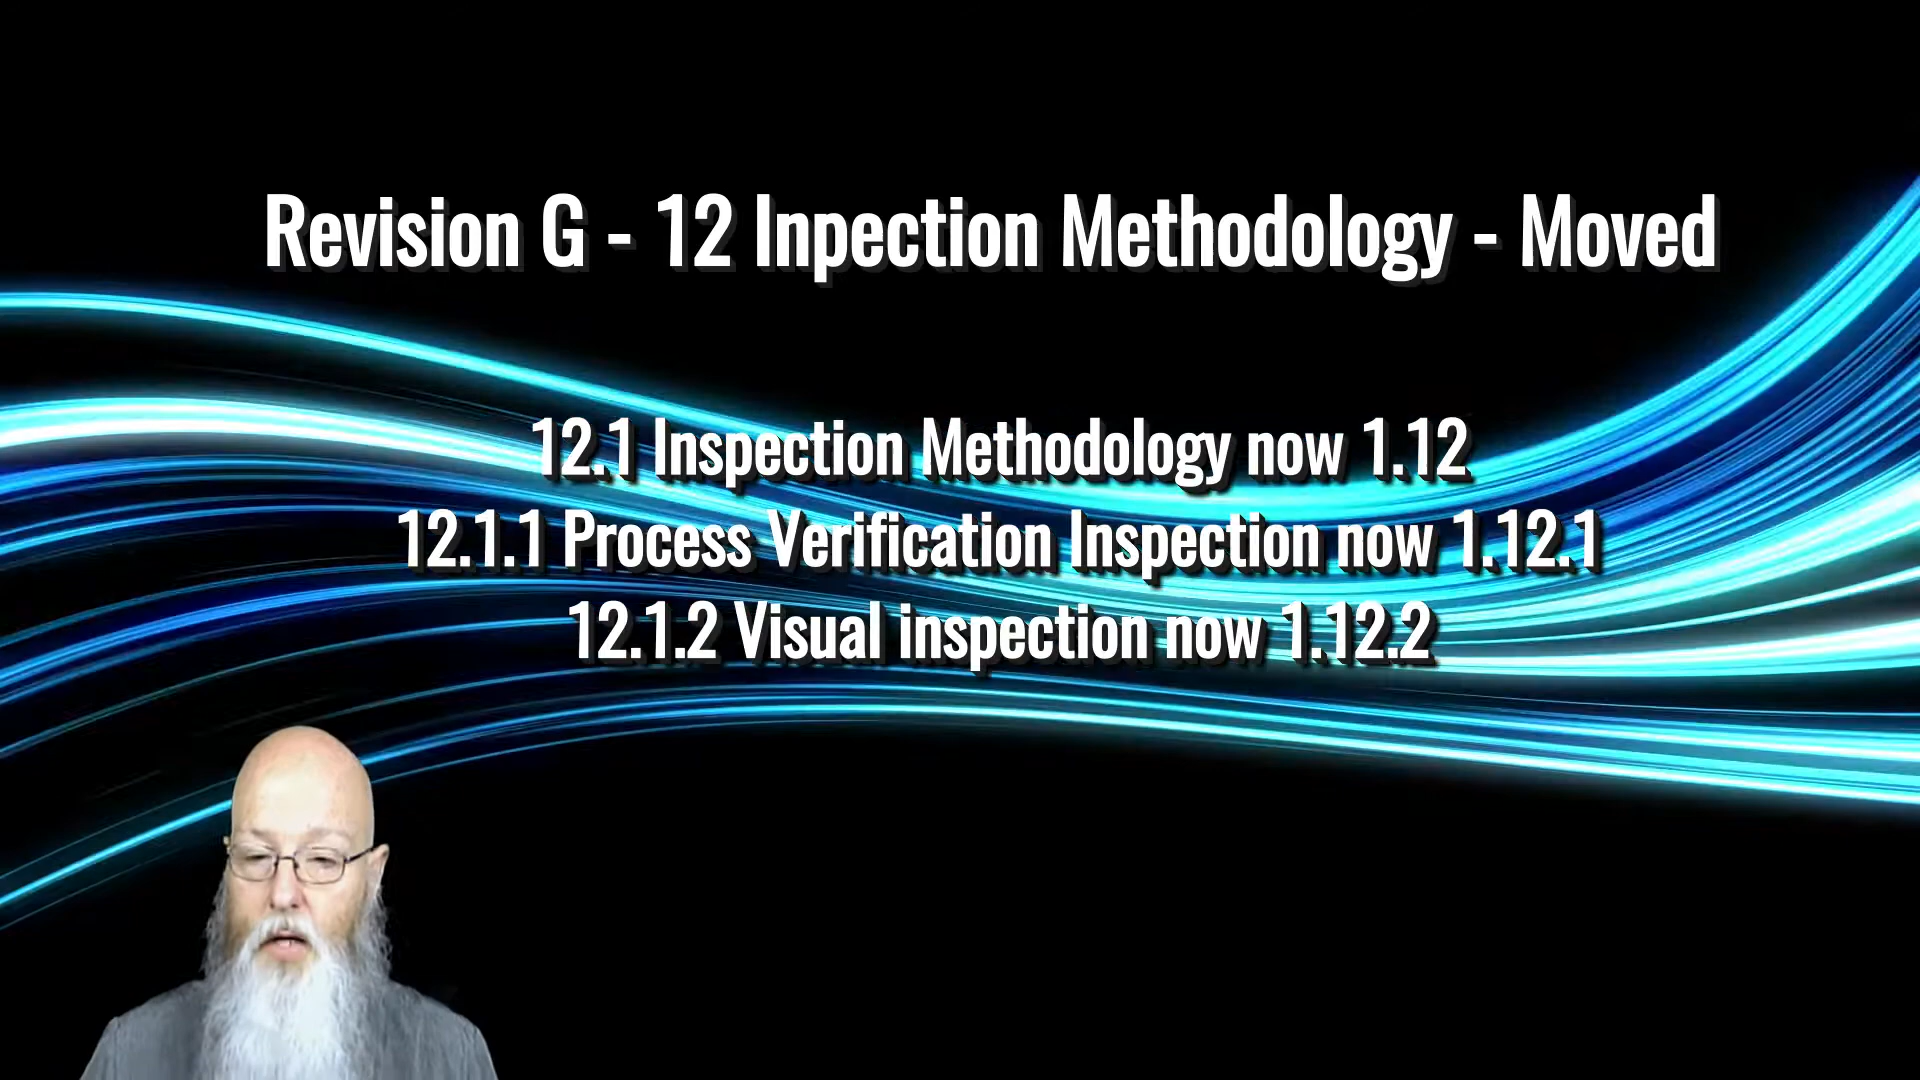 Revision G - 12 Inpection Methodology - Moved
12.1 Inspection Methodology now 1.12
12.1.1 Process Verification Inspection now 1.12.1
12.1.2 Visual inspection now 1.12.2